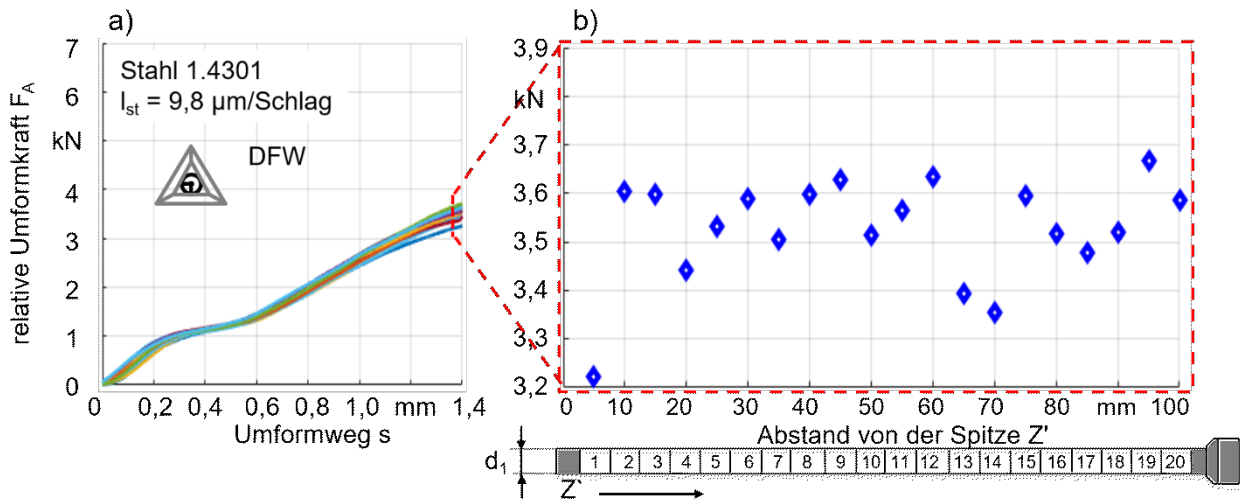 a)
7
6
kN
4
3
2
1
0
relative Umformkraft F_A
Stahl 1.4301
l_st = 9,8 µm/Schlag
DFW
0 0,2 0,4 0,6 0,8 1,0 mm 1,4
Umformweg s
b)
3,9
kN
3,7
3,6
3,5
3,4
3,3
3,2
0 10 20 30 40 50 60 70 80 mm 100
Abstand von der Spitze Z'
d_1
1 2 3 4 5 6 7 8 9 10 11 12 13 14 15 16 17 18 19 20
Z`